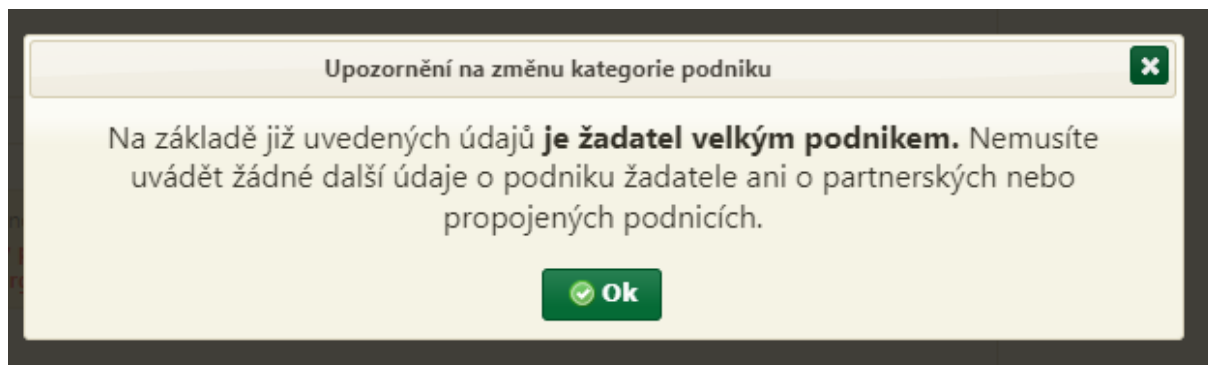 Upozornění na změnu kategorie podniku
Na základě již uvedených údajů je žadatel velkým podnikem. Nemusíte
uvádět žádné další údaje o podniku žadatele ani o partnerských nebo
propojených podnicích.
Ok